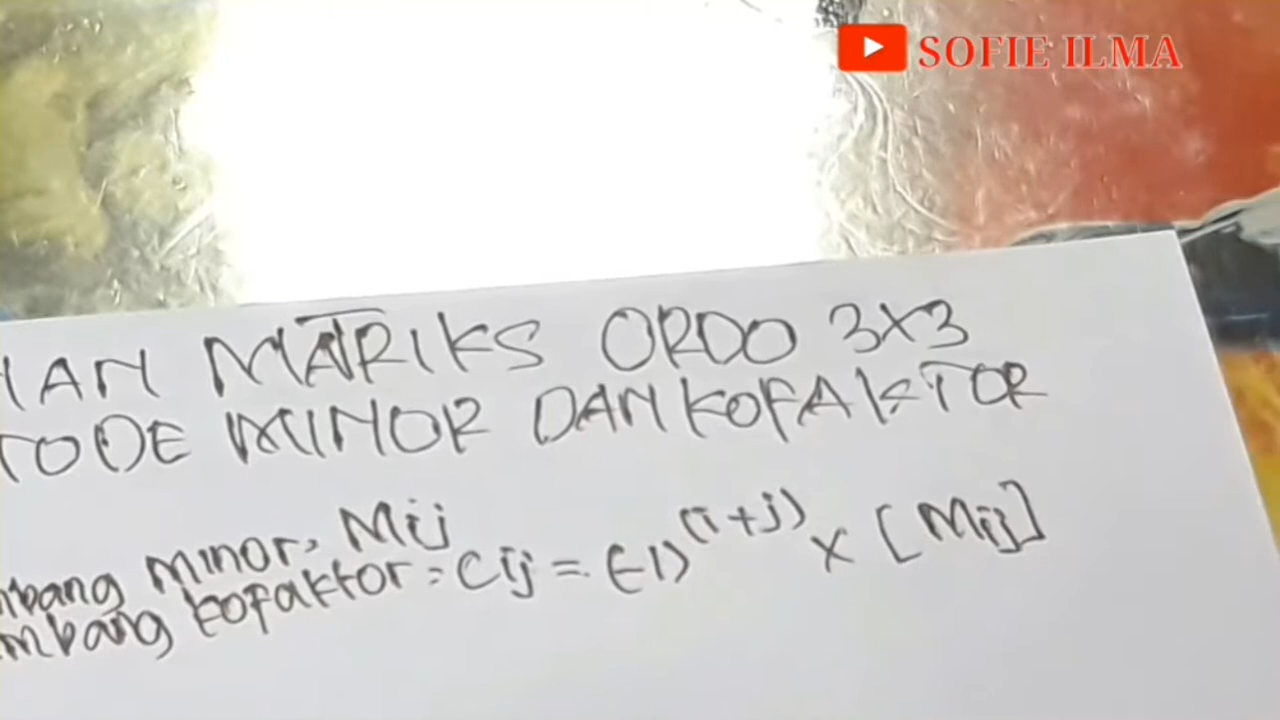 SOFIE ILMA
MATRIKS ORDO 3X3
MINOR DAN KOFAKTOR
minor, Mij
kofaktor = Cij = (-1)^(i+j) x [Mij]